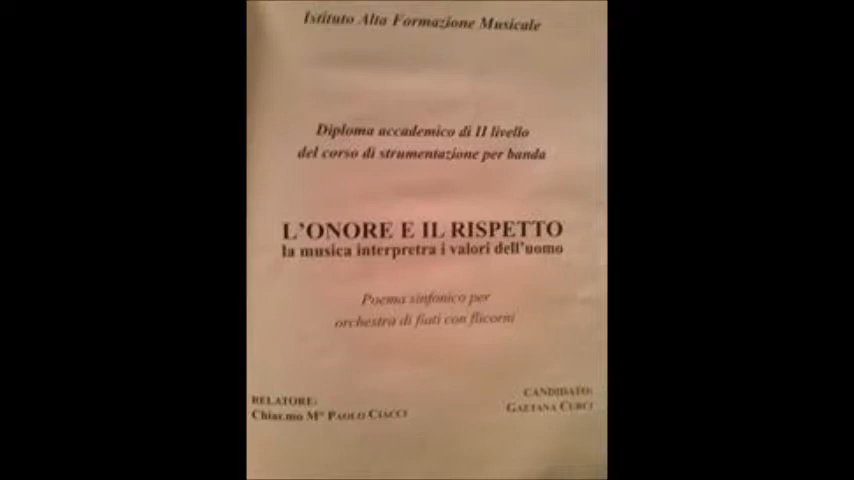 Istituto Alta Formazione Musicale
Diploma accademico di II livello
del corso di strumentazione per banda
L'ONORE E IL RISPETTO
la musica interpretra i valori dell'uomo
Poema sinfonico per
orchestra di fiati con flicorni
RELATORE:
Chiar.mo M° PAOLO CIACCI
CANDIDATO:
GAETANA CURCI